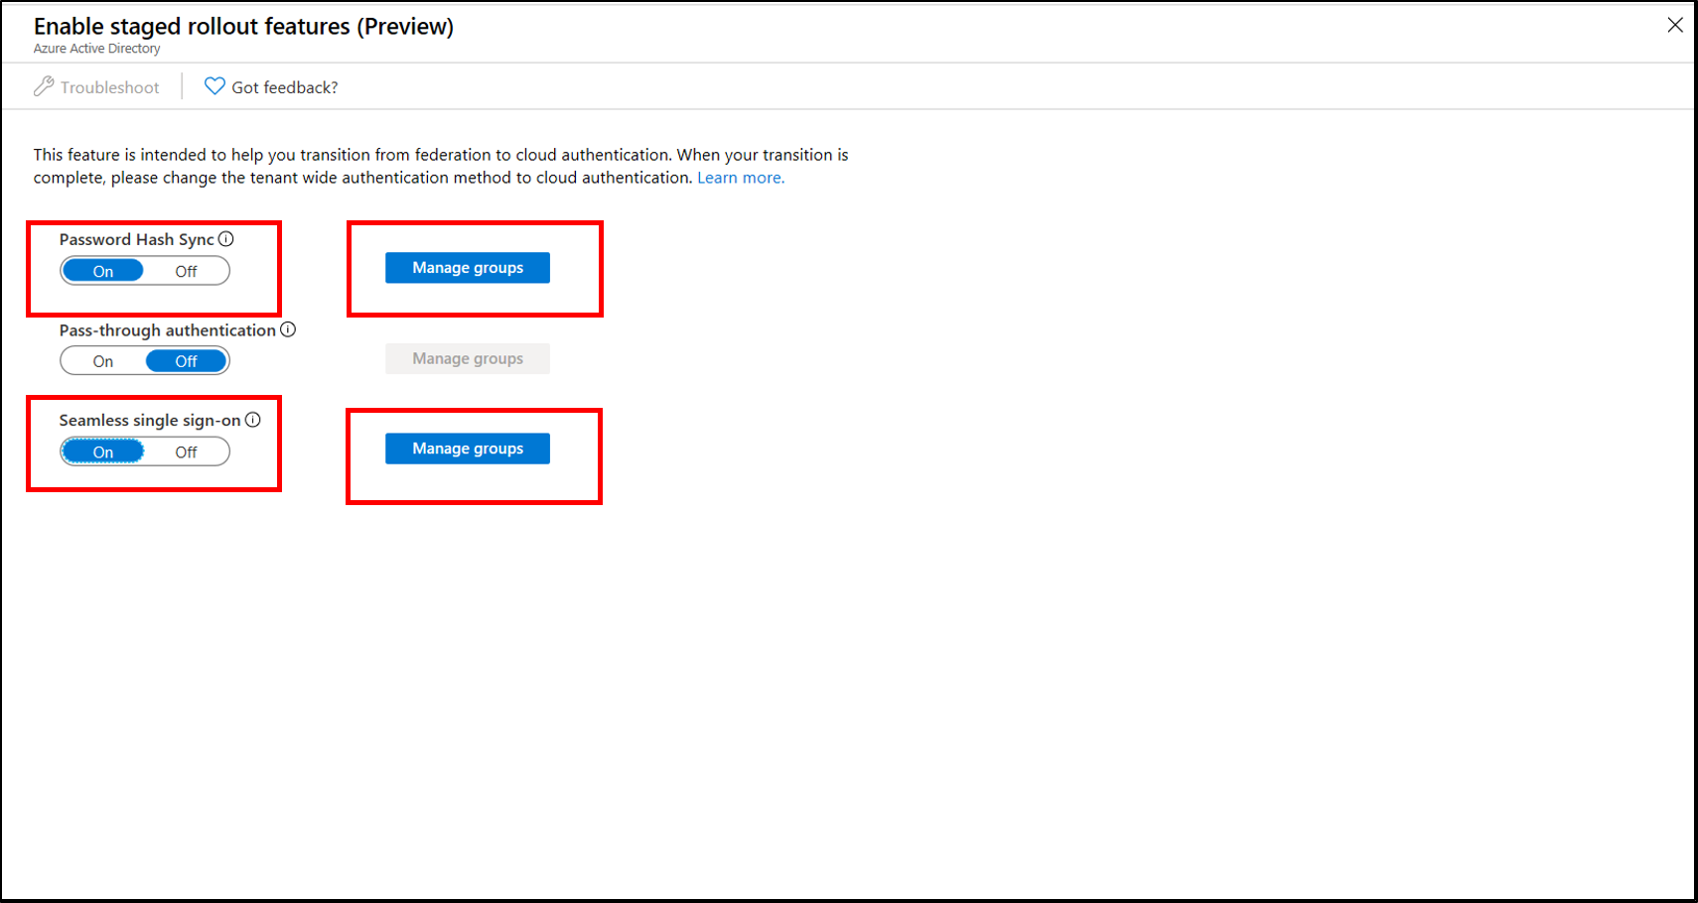 Enable staged rollout features (Preview)
Azure Active Directory
Troubleshoot
Got feedback?
This feature is intended to help you transition from federation to cloud authentication. When your transition is
complete, please change the tenant wide authentication method to cloud authentication. Learn more.
Password Hash Sync
On Off
Manage groups
Pass-through authentication
On Off
Manage groups
Seamless single sign-on
On Off
Manage groups